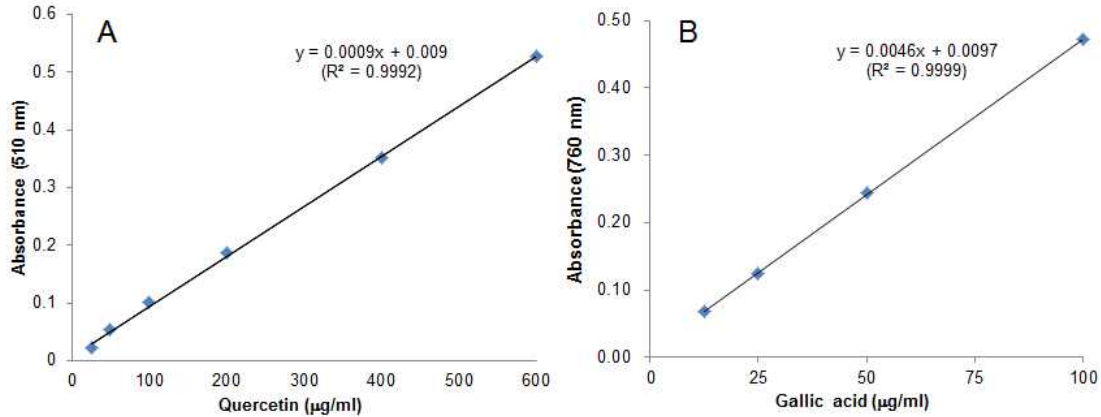 A
y = 0.0009x + 0.009
(R² = 0.9992)
Absorbance (510 nm)
0.6
0.5
0.4
0.3
0.2
0.1
0
0 100 200 300 400 500 600
Quercetin (µg/ml)
B
y = 0.0046x + 0.0097
(R² = 0.9999)
Absorbance (760 nm)
0.50
0.40
0.30
0.20
0.10
0.00
0 25 50 75 100
Gallic acid (µg/ml)